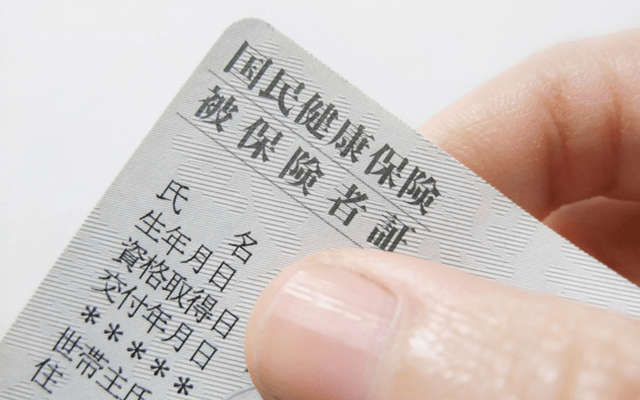 国民健康保険
被保険者証
氏 名
生年月日
資格取得日
交付年月日
*****
世帯主氏
住